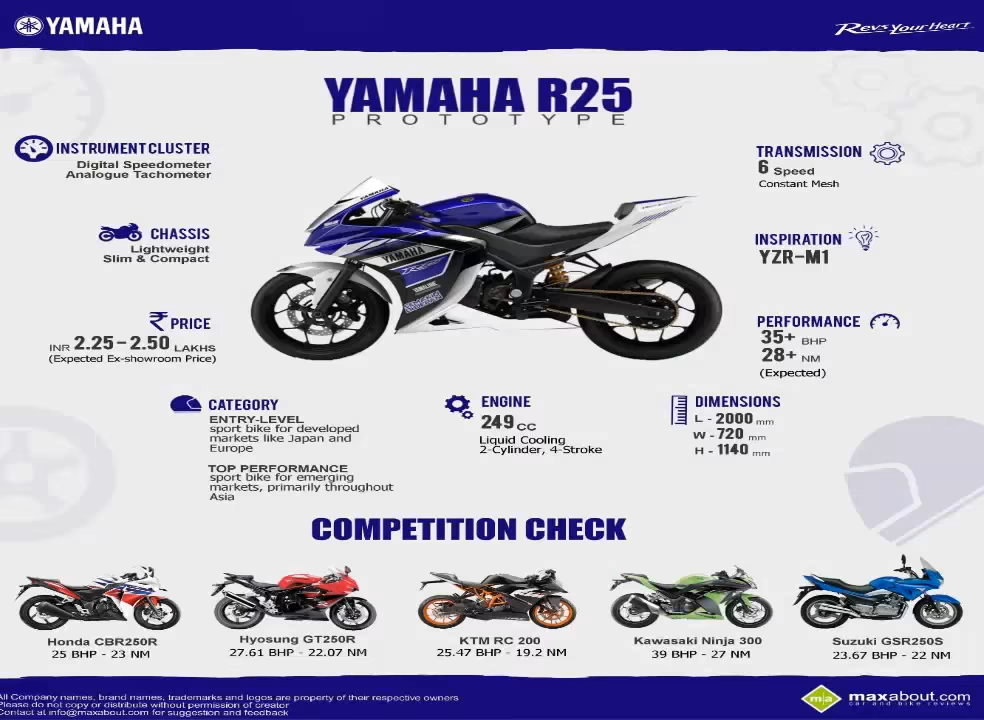 YAMAHA
Revs Your Heart
YAMAHA R25
PROTOTYPE
INSTRUMENT CLUSTER
Digital Speedometer
Analogue Tachometer
CHASSIS
Lightweight
Slim & Compact
₹ PRICE
INR 2.25 - 2.50 LAKHS
(Expected Ex-showroom Price)
YAMAHA
YAMAHA
TRANSMISSION
6 Speed
Constant Mesh
INSPIRATION
YZR-M1
PERFORMANCE
35+ BHP
28+ NM
(Expected)
CATEGORY
ENTRY-LEVEL
sport bike for developed
markets like Japan and
Europe
TOP PERFORMANCE
sport bike for emerging
markets, primarily throughout
Asia
ENGINE
249 CC
Liquid Cooling
2-Cylinder, 4-Stroke
DIMENSIONS
L - 2000 mm
W - 720 mm
H - 1140 mm
COMPETITION CHECK
Honda CBR250R
25 BHP - 23 NM
Hyosung GT250R
27.61 BHP - 22.07 NM
KTM RC 200
25.47 BHP - 19.2 NM
Kawasaki Ninja 300
39 BHP - 27 NM
Suzuki GSR250S
23.67 BHP - 22 NM
All Company names, brand names, trademarks and logos are property of their respective owners
Please do not copy or distribute without permission of creator
Contact at info@maxabout.com for suggestion and feedback
m|a
maxabout.com
car and bike reviews